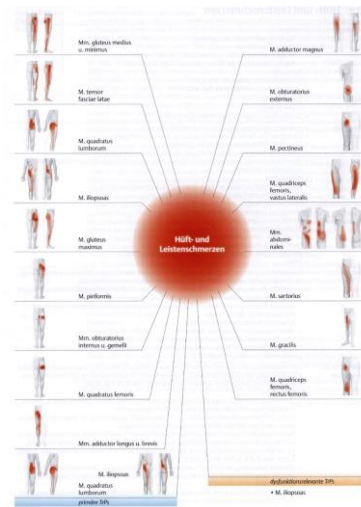 Mm. gluteus medius
u. minimus
M. tensor
fasciae latae
M. quadratus
lumborum
M. iliopsoas
M. gluteus
maximus
M. piriformis
Mm. obturatorius
internus u. gemelli
M. quadratus femoris
Mm. adductor longus u. brevis
M. iliopsoas
M. quadratus
lumborum
primäre TrPs
Hüft- und
Leistenschmerzen
M. adductor magnus
M. obturatorius
externus
M. pectineus
M. quadriceps
femoris,
vastus lateralis
Mm.
abdomi-
nales
M. sartorius
M. gracilis
M. quadriceps
femoris,
rectus femoris
dysfunktionsrelevante TrPs
• M. iliopsoas